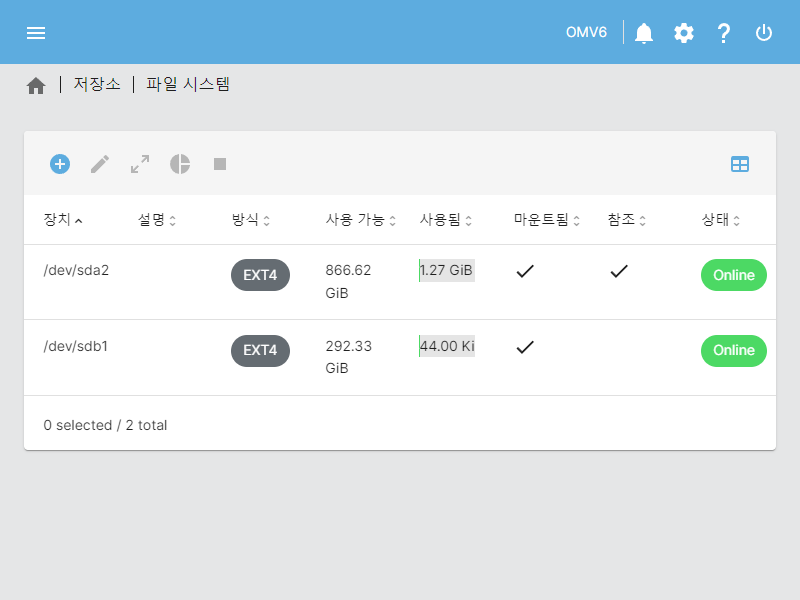 OMV6
저장소 | 파일 시스템
장치 설명 방식 사용 가능 사용됨 마운트됨 참조 상태
/dev/sda2 EXT4 866.62 GiB 1.27 GiB Online
/dev/sdb1 EXT4 292.33 GiB 44.00 Ki Online
0 selected / 2 total